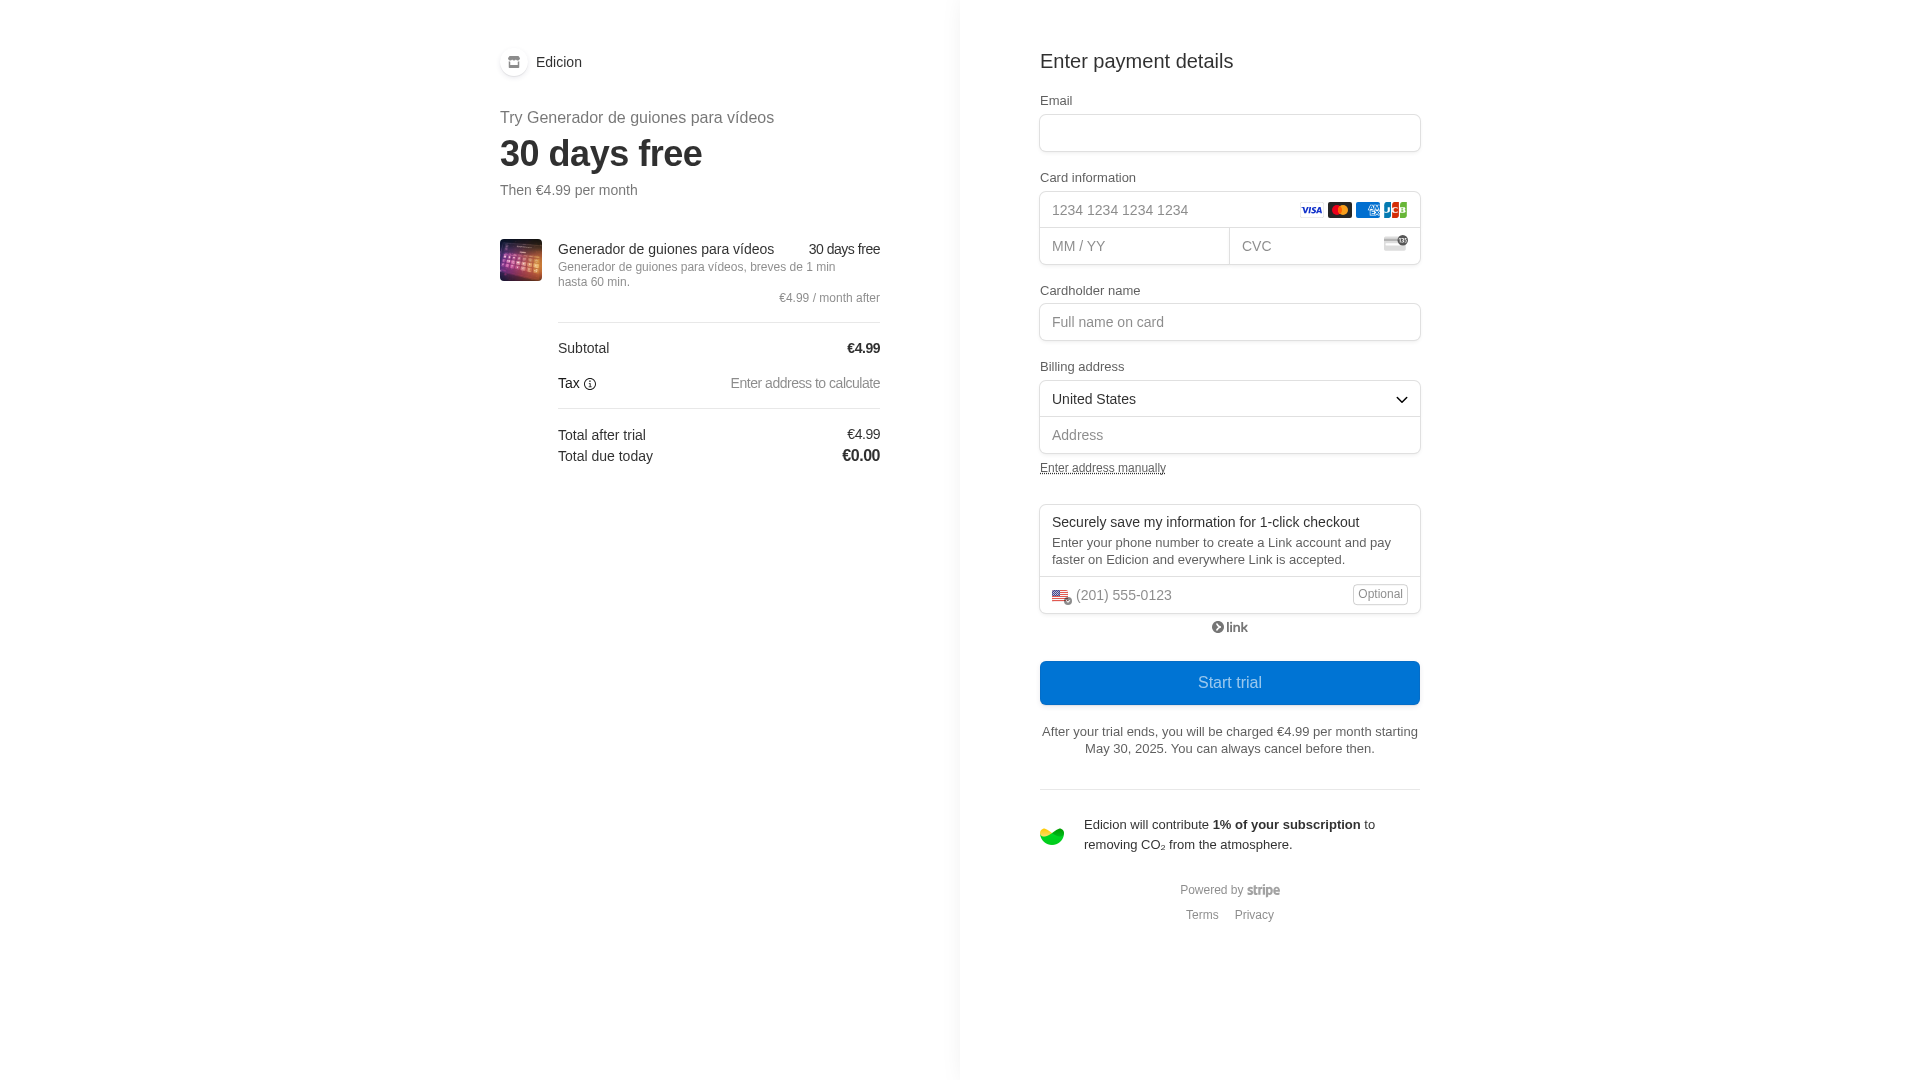 Edicion
Try Generador de guiones para vídeos
30 days free
Then €4.99 per month
Generador de guiones para vídeos
30 days free
Generador de guiones para vídeos, breves de 1 min
hasta 60 min.
€4.99 / month after
Subtotal
€4.99
Tax
Enter address to calculate
Total after trial
€4.99
Total due today
€0.00
Enter payment details
Email
Card information
1234 1234 1234 1234
VISA
MM / YY
CVC
Cardholder name
Full name on card
Billing address
United States
Address
Enter address manually
Securely save my information for 1-click checkout
Enter your phone number to create a Link account and pay
faster on Edicion and everywhere Link is accepted.
(201) 555-0123
Optional
link
Start trial
After your trial ends, you will be charged €4.99 per month starting
May 30, 2025. You can always cancel before then.
Edicion will contribute 1% of your subscription to
removing CO₂ from the atmosphere.
Powered by stripe
Terms
Privacy